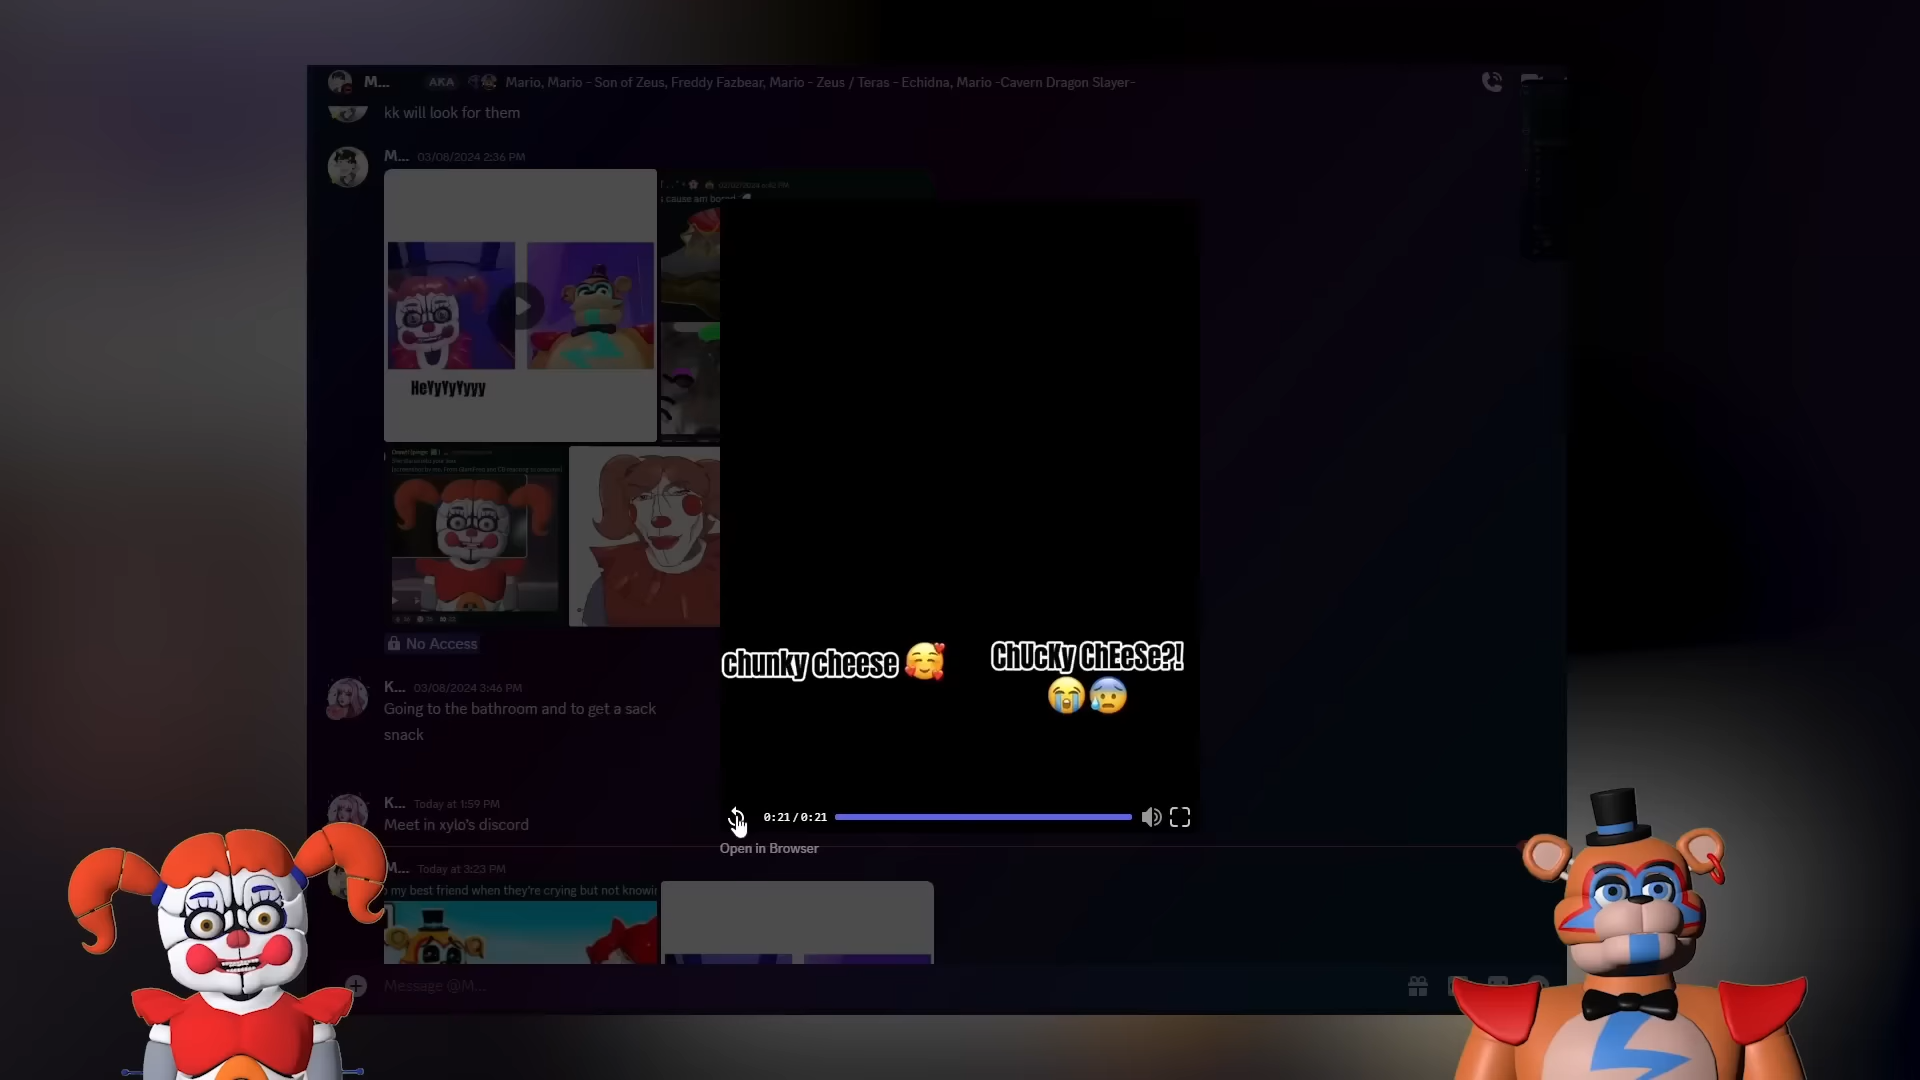 M...
AKA
Mario, Mario - Son of Zeus, Freddy Fazbear, Mario - Zeus / Teras - Echidna, Mario -Cavern Dragon Slayer-
kk will look for them
M... 03/08/2024 2:36 PM
HeYyYyYyyy
s cause am bored
No Access
K... 03/08/2024 3:46 PM
Going to the bathroom and to get a sack
snack
K... Today at 1:59 PM
Meet in xylo's discord
M... Today at 3:23 PM
my best friend when they're crying but not knowin
Message @M...
chunky cheese 🥰
ChUcKy ChEeSe?!
😭😰
0:21/0:21
Open in Browser